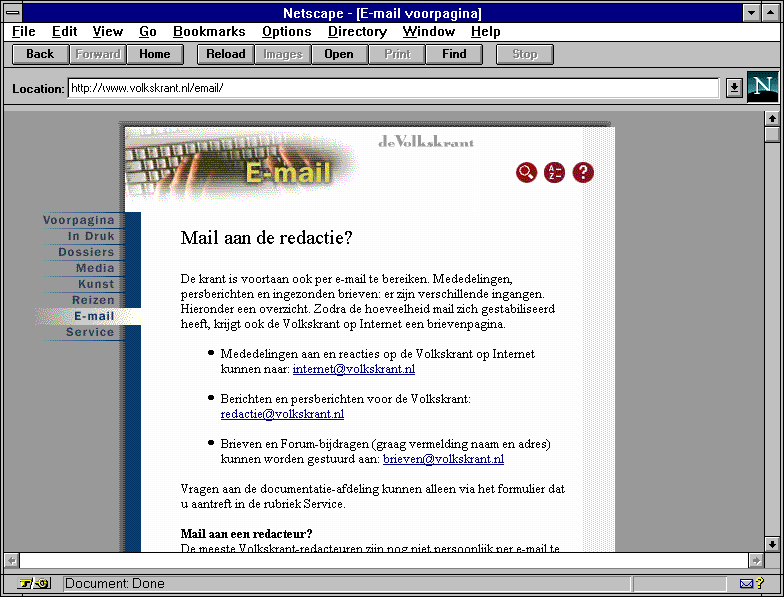 Netscape - [E-mail voorpagina]
File Edit View Go Bookmarks Options Directory Window Help
Back Forward Home Reload Images Open Print Find Stop
Location: http://www.volkskrant.nl/email/
N
deVolkskrant
E-mail
A-Z
?
Voorpagina
In Druk
Dossiers
Media
Kunst
Reizen
E-mail
Service
Mail aan de redactie?
De krant is voortaan ook per e-mail te bereiken. Mededelingen,
persberichten en ingezonden brieven: er zijn verschillende ingangen.
Hieronder een overzicht. Zodra de hoeveelheid mail zich gestabiliseerd
heeft, krijgt ook de Volkskrant op Internet een brievenpagina.
Mededelingen aan en reacties op de Volkskrant op Internet
kunnen naar: internet@volkskrant.nl
Berichten en persberichten voor de Volkskrant:
redactie@volkskrant.nl
Brieven en Forum-bijdragen (graag vermelding naam en adres)
kunnen worden gestuurd aan: brieven@volkskrant.nl
Vragen aan de documentatie-afdeling kunnen alleen via het formulier dat
u aantreft in de rubriek Service.
Mail aan een redacteur?
De meeste Volkskrant-redacteuren zijn nog niet persoonlijk per e-mail te
Document: Done
?